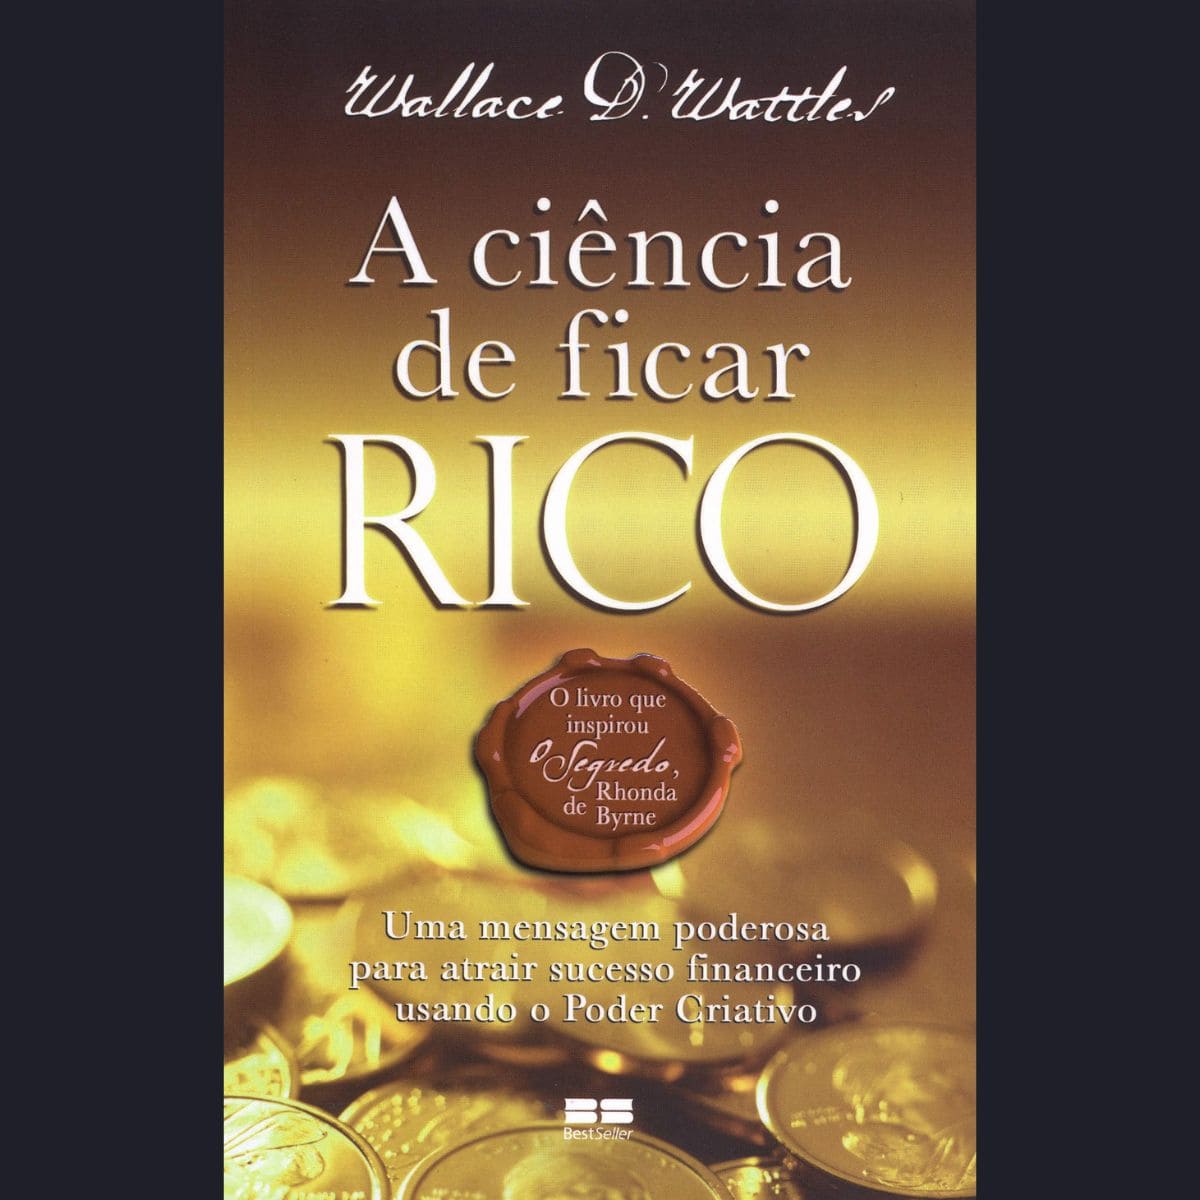 Wallace D. Wattles
A ciência
de ficar
RICO
O livro que
inspirou
O Segredo,
de Rhonda
Byrne
Uma mensagem poderosa
para atrair sucesso financeiro
usando o Poder Criativo
BS
BestSeller